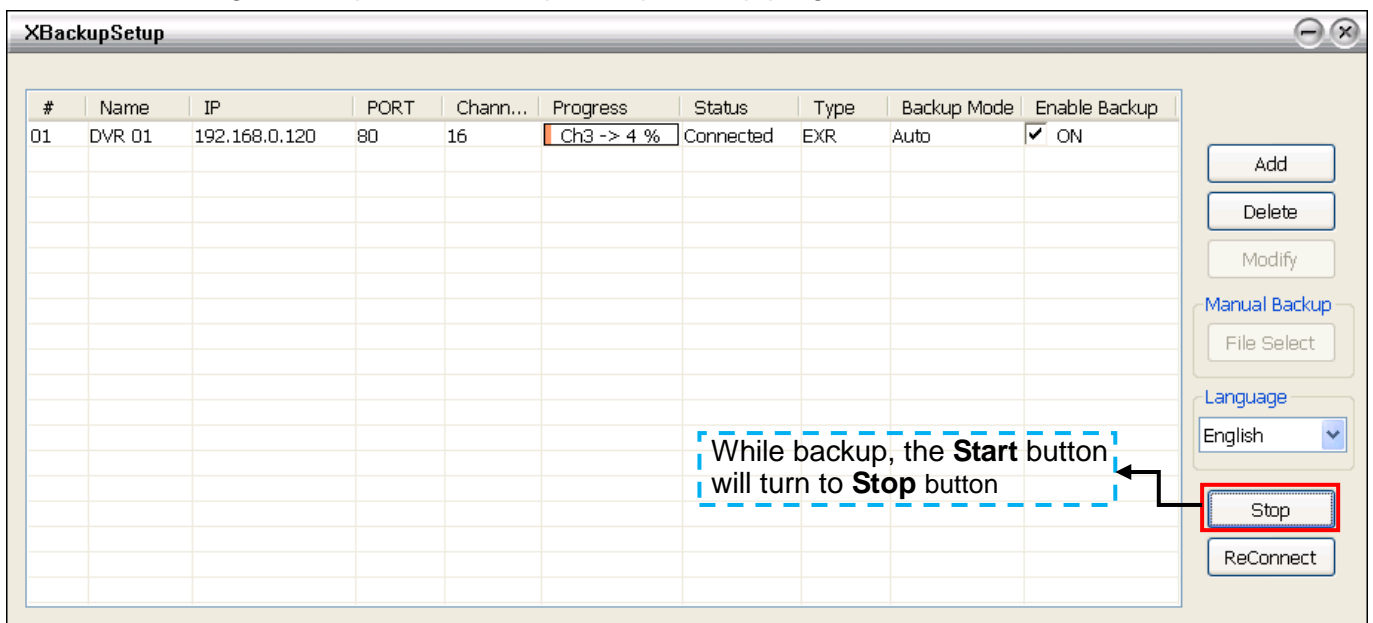 XBackupSetup
# Name IP PORT Chann... Progress Status Type Backup Mode Enable Backup
01 DVR 01 192.168.0.120 80 16 Ch3 -> 4 % Connected EXR Auto ON
Add
Delete
Modify
Manual Backup
File Select
Language
English
While backup, the Start button
will turn to Stop button
Stop
ReConnect